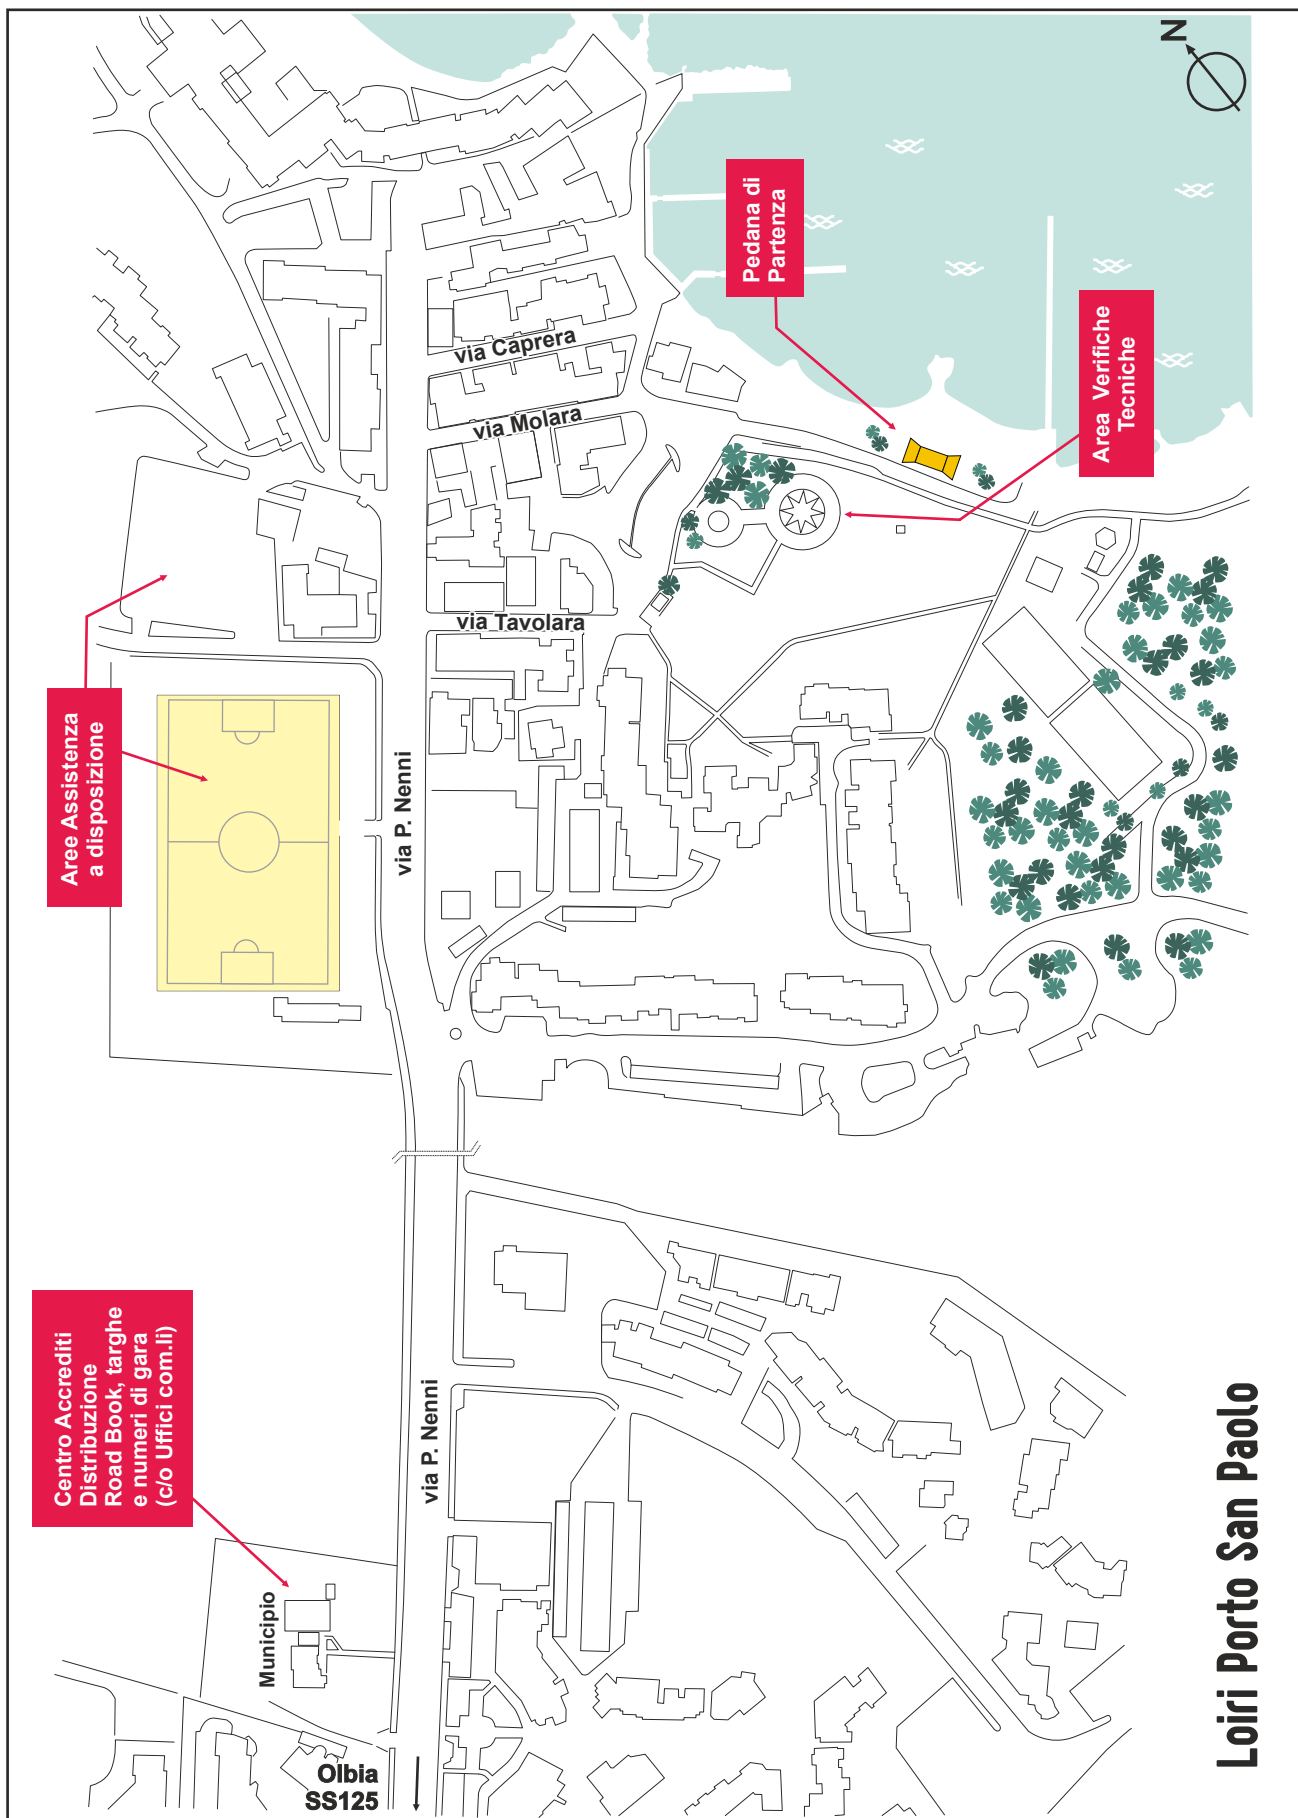 N
Pedana di
Partenza
Area Verifiche
Tecniche
via Caprera
via Molara
via Tavolara
Aree Assistenza
a disposizione
via P. Nenni
Centro Accrediti
Distribuzione
Road Book, targhe
e numeri di gara
(c/o Uffici com.li)
via P. Nenni
Municipio
Olbia
SS125
Loiri Porto San Paolo